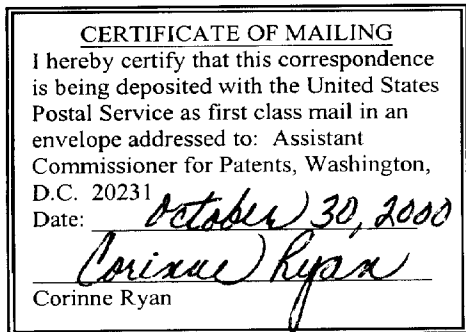 CERTIFICATE OF MAILING
I hereby certify that this correspondence
is being deposited with the United States
Postal Service as first class mail in an
envelope addressed to: Assistant
Commissioner for Patents, Washington,
D.C. 20231
Date: October 30, 2000
Corinne Ryan
Corinne Ryan